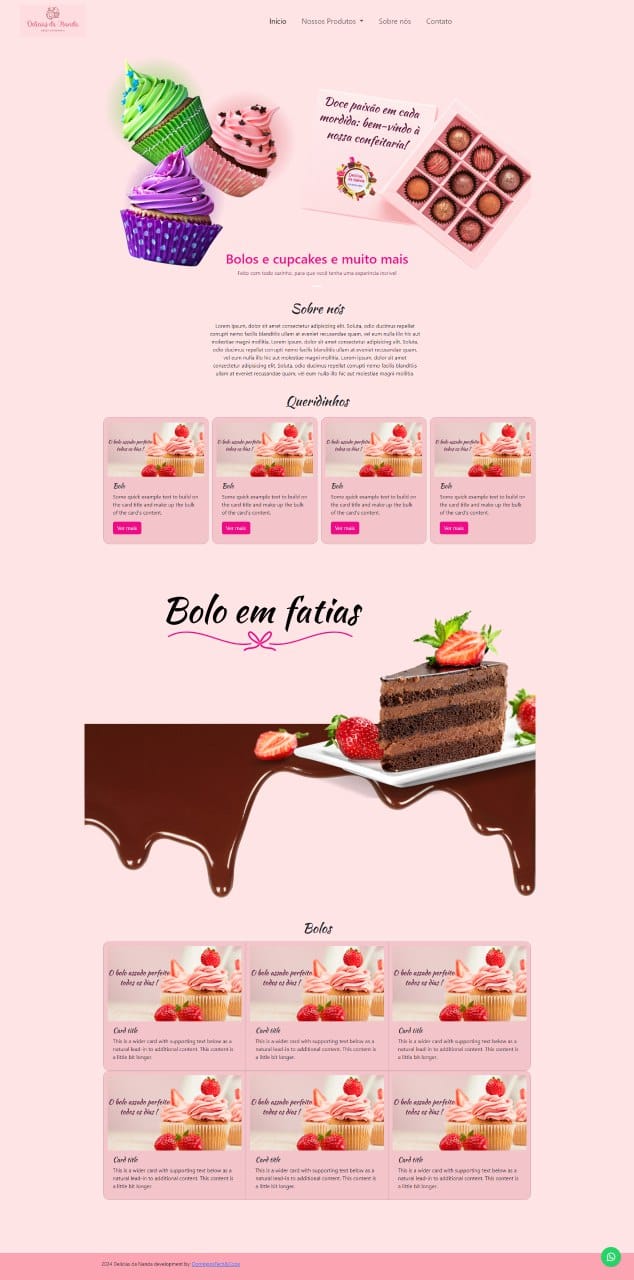 Delícias da Nanda
Início
Nossos Produtos
Sobre nós
Contato
Doce paixão em cada
mordida: bem-vindo à
nossa confeitaria!
Bolos e cupcakes e muito mais
Feito com todo carinho, para que você tenha uma experincia incrivel
Sobre nós
Lorem ipsum, dolor sit amet consectetur adipisicing elit. Soluta, odio ducimus repellat
corrupti nemo facilis blanditiis ullam at eveniet recusandae quam, vel eum nulla illo hic aut
molestiae magni mollitia. Lorem ipsum, dolor sit amet consectetur adipisicing elit. Soluta,
odio ducimus repellat corrupti nemo facilis blanditiis ullam at eveniet recusandae quam,
vel eum nulla illo hic aut molestiae magni mollitia. Lorem ipsum,
dolor sit amet consectetur adipisicing elit. Soluta, odio ducimus repellat corrupti nemo facilis blanditiis
ullam at eveniet recusandae quam, vel eum nulla illo hic aut molestiae magni mollitia.
Queridinhos
O bolo assado perfeito
todos os dias !
Bolo
Some quick example text to build on
the card title and make up the bulk
of the card's content.
Ver mais
O bolo assado perfeito
todos os dias !
Bolo
Some quick example text to build on
the card title and make up the bulk
of the card's content.
Ver mais
O bolo assado perfeito
todos os dias !
Bolo
Some quick example text to build on
the card title and make up the bulk
of the card's content.
Ver mais
O bolo assado perfeito
todos os dias !
Bolo
Some quick example text to build on
the card title and make up the bulk
of the card's content.
Ver mais
Bolo em fatias
Bolos
O bolo assado perfeito
todos os dias !
Card title
This is a wider card with supporting text below as a
natural lead-in to additional content. This content is
a little bit longer.
O bolo assado perfeito
todos os dias !
Card title
This is a wider card with supporting text below as a
natural lead-in to additional content. This content is
a little bit longer.
O bolo assado perfeito
todos os dias !
Card title
This is a wider card with supporting text below as a
natural lead-in to additional content. This content is
a little bit longer.
O bolo assado perfeito
todos os dias !
Card title
This is a wider card with supporting text below as a
natural lead-in to additional content. This content is
a little bit longer.
O bolo assado perfeito
todos os dias !
Card title
This is a wider card with supporting text below as a
natural lead-in to additional content. This content is
a little bit longer.
O bolo assado perfeito
todos os dias !
Card title
This is a wider card with supporting text below as a
natural lead-in to additional content. This content is
a little bit longer.
2024 Delícias da Nanda development by